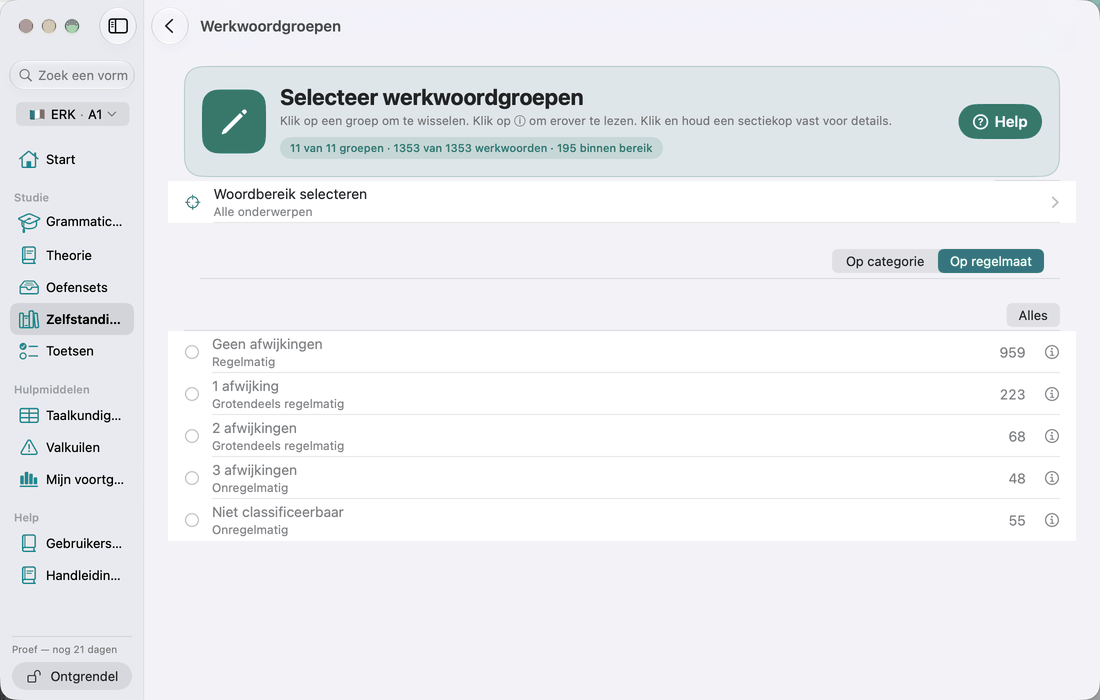 Werkwoordgroepen
Zoek een vorm
ERK · A1
Start
Studie
Grammatic...
Theorie
Oefensets
Zelfstandi...
Toetsen
Hulpmiddelen
Taalkundig...
Valkuilen
Mijn voortg...
Help
Gebruikers...
Handleidin...
Proef — nog 21 dagen
Ontgrendel
Selecteer werkwoordgroepen
Klik op een groep om te wisselen. Klik op ⓘ om erover te lezen. Klik en houd een sectiekop vast voor details.
11 van 11 groepen · 1353 van 1353 werkwoorden · 195 binnen bereik
Help
Woordbereik selecteren
Alle onderwerpen
Op categorie
Op regelmaat
Alles
Geen afwijkingen
959
Regelmatig
1 afwijking
223
Grotendeels regelmatig
2 afwijkingen
68
Grotendeels regelmatig
3 afwijkingen
48
Onregelmatig
Niet classificeerbaar
55
Onregelmatig